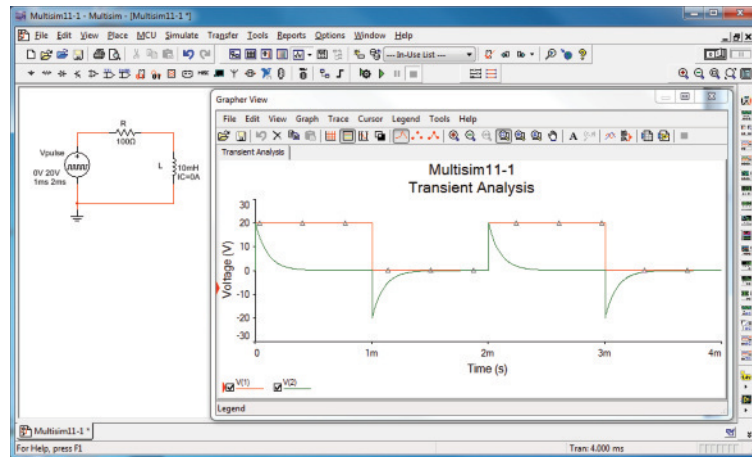 Multisim11-1 - Multisim - [Multisim11-1 *]
File Edit View Place MCU Simulate Transfer Tools Reports Options Window Help
--- In-Use List ---
Grapher View
File Edit View Graph Trace Cursor Legend Tools Help
Transient Analysis
R
100Ω
Vpulse
0V 20V
1ms 2ms
L
10mH
IC=0A
Multisim11-1
Transient Analysis
Voltage (V)
30
20
10
0
-10
-20
-30
0 1m 2m 3m 4m
Time (s)
V(1) V(2)
Legend
Multisim11-1 *
For Help, press F1
Tran: 4.000 ms